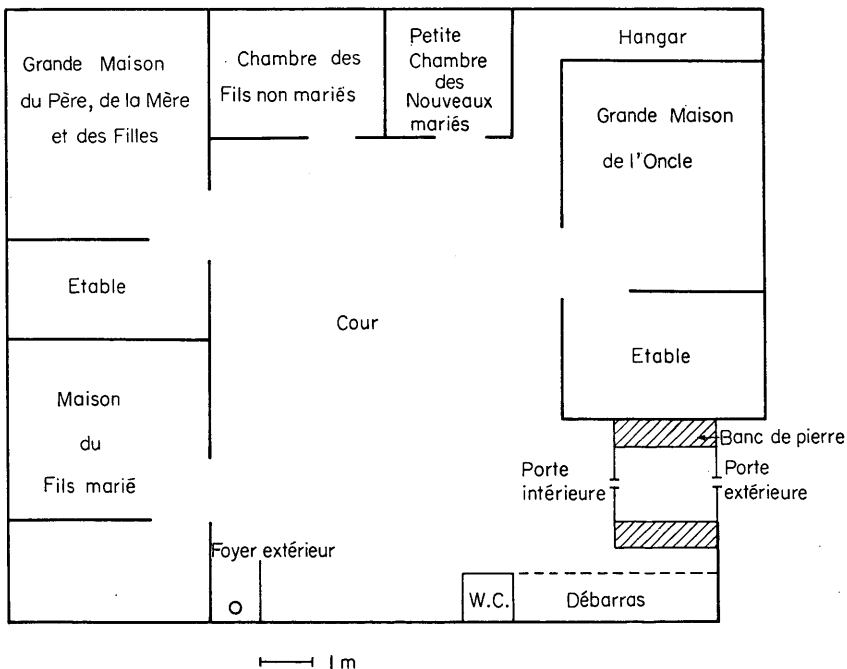 Grande Maison
du Père, de la Mère
et des Filles
Chambre des
Fils non mariés
Petite
Chambre
des
Nouveaux
mariés
Hangar
Grande Maison
de l'Oncle
Etable
Cour
Etable
Maison
du
Fils marié
Banc de pierre
Porte
intérieure
Porte
extérieure
Foyer extérieur
W.C.
Débarras
1 m